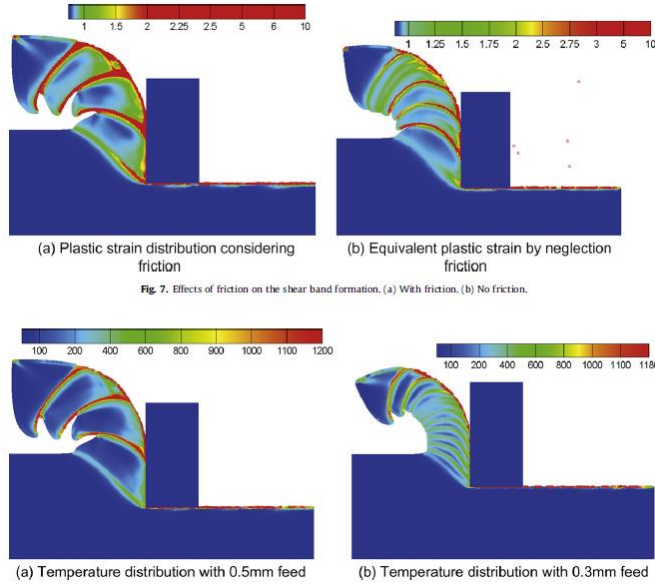 1 1.5 2 2 3 5 6 10
1 1.25 1.5 1.75 2 2.75 2.25 5 10
(a) Plastic strain distribution considering
friction
(b) Equivalent plastic strain by neglection
friction
Fig. 7. Effects of friction on the shear band formation. (a) With friction. (b) No friction.
100 200 400 600 800 900 1000 1100 1200
100 200 400 600 800 900 1000 1100 1180
(a) Temperature distribution with 0.5mm feed
(b) Temperature distribution with 0.3mm feed